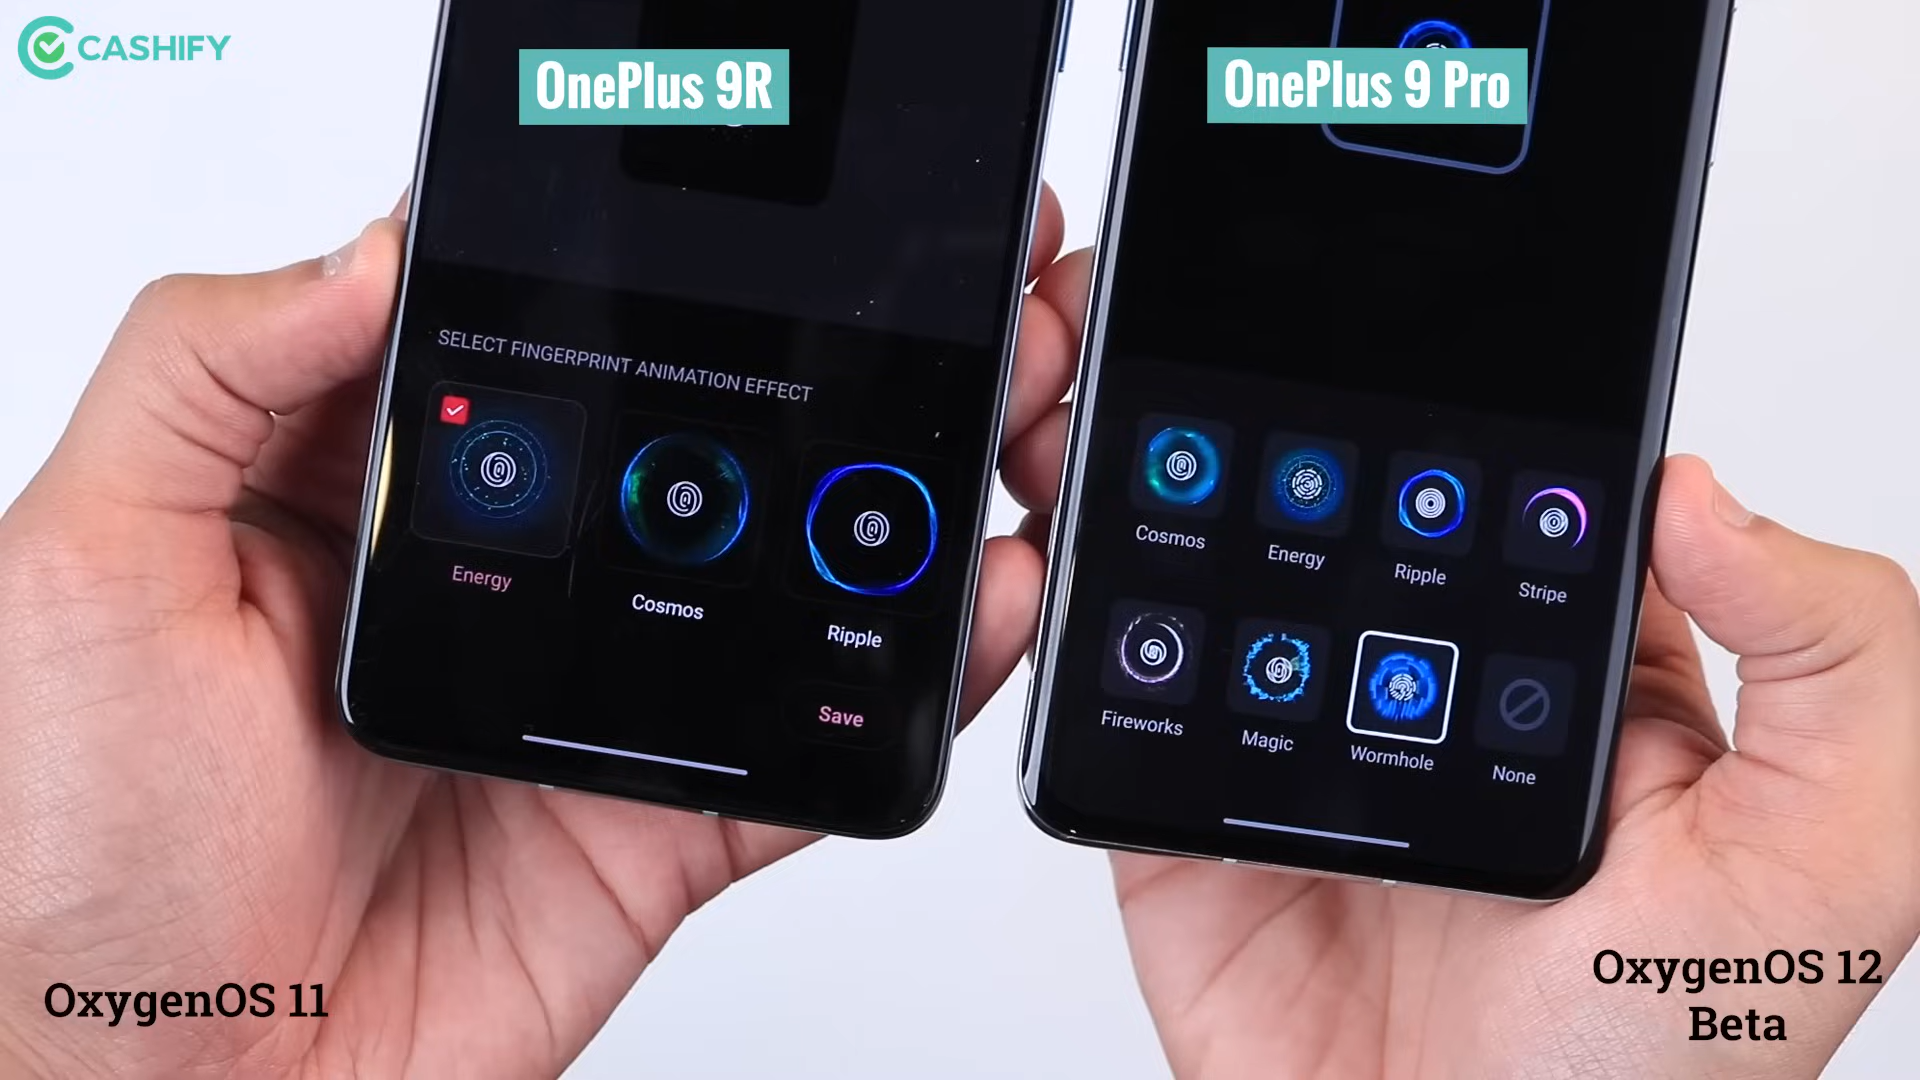 CASHIFY
OnePlus 9R
OnePlus 9 Pro
SELECT FINGERPRINT ANIMATION EFFECT
Energy
Cosmos
Ripple
Save
Cosmos
Energy
Ripple
Stripe
Fireworks
Magic
Wormhole
None
OxygenOS 11
OxygenOS 12
Beta